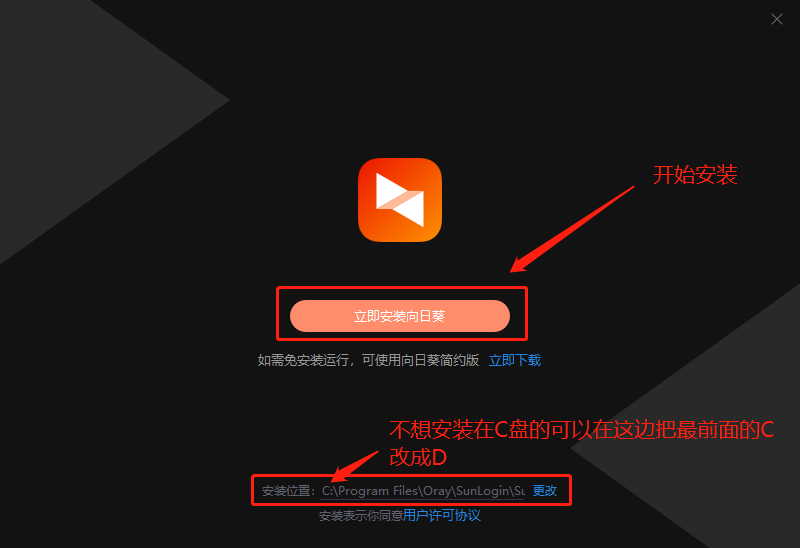 开始安装
立即安装向日葵
如需免安装运行，可使用向日葵简约版 立即下载
不想安装在C盘的可以在这边把最前面的C
改成D
安装位置： C:\Program Files\Oray\SunLogin\Su 更改
安装表示你同意用户许可协议